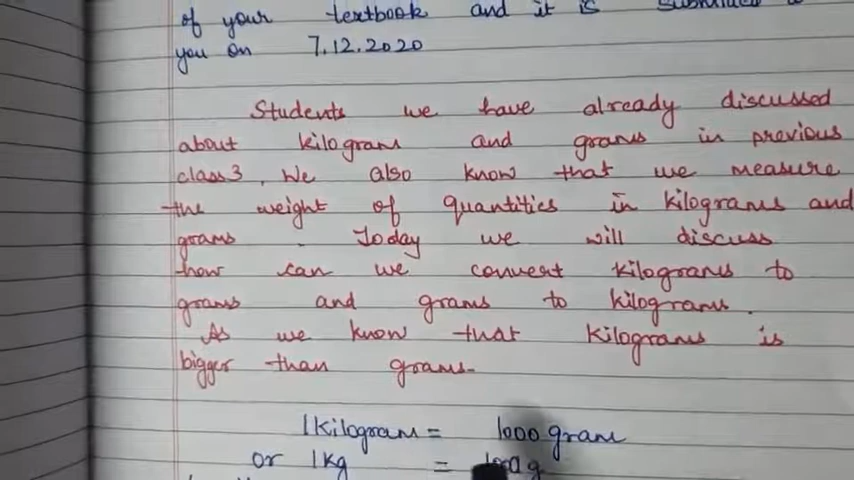 of your textbook and it is
you on 7.12.2020
Students we have already discussed
about kilogram and grams in previous
class 3. We also know that we measure
the weight of quantities in kilograms and
grams . Today we will discuss
how can we convert kilograms to
grams and grams to kilograms.
As we know that kilograms is
bigger than grams.
1 Kilogram = 1000 gram
or 1 Kg =